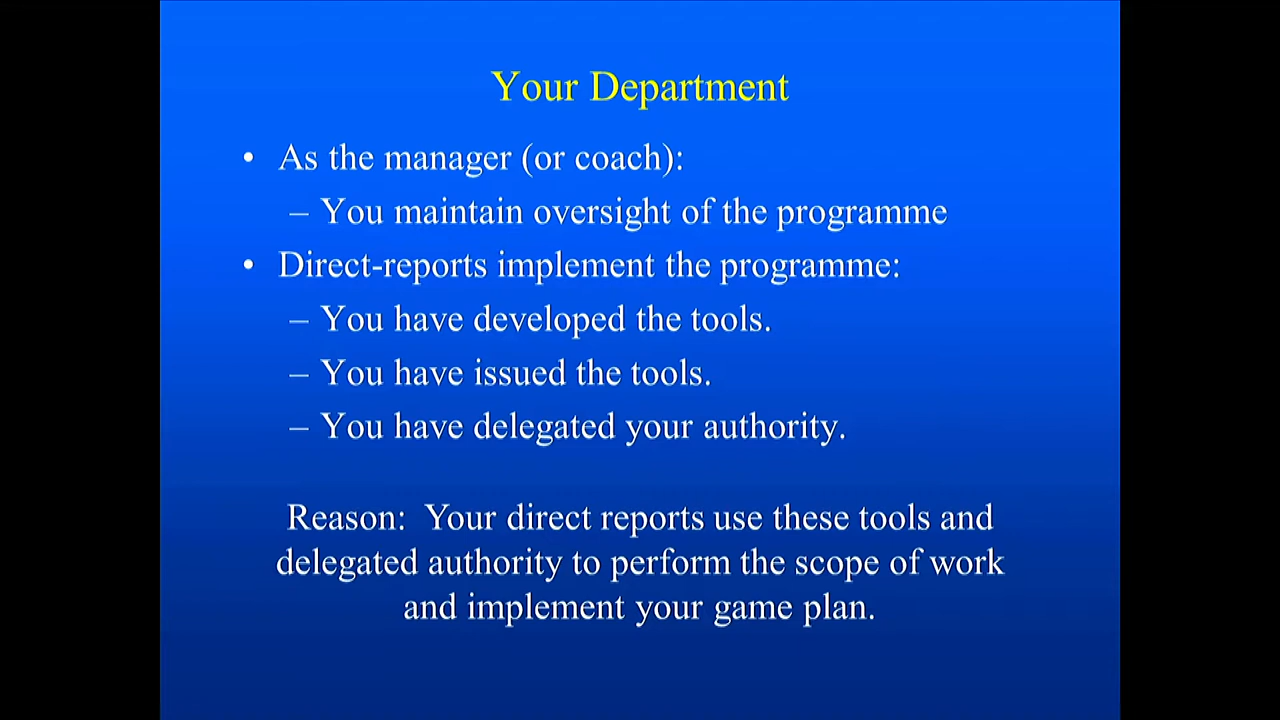 Your Department
• As the manager (or coach):
– You maintain oversight of the programme
• Direct-reports implement the programme:
– You have developed the tools.
– You have issued the tools.
– You have delegated your authority.
Reason:  Your direct reports use these tools and
delegated authority to perform the scope of work
and implement your game plan.